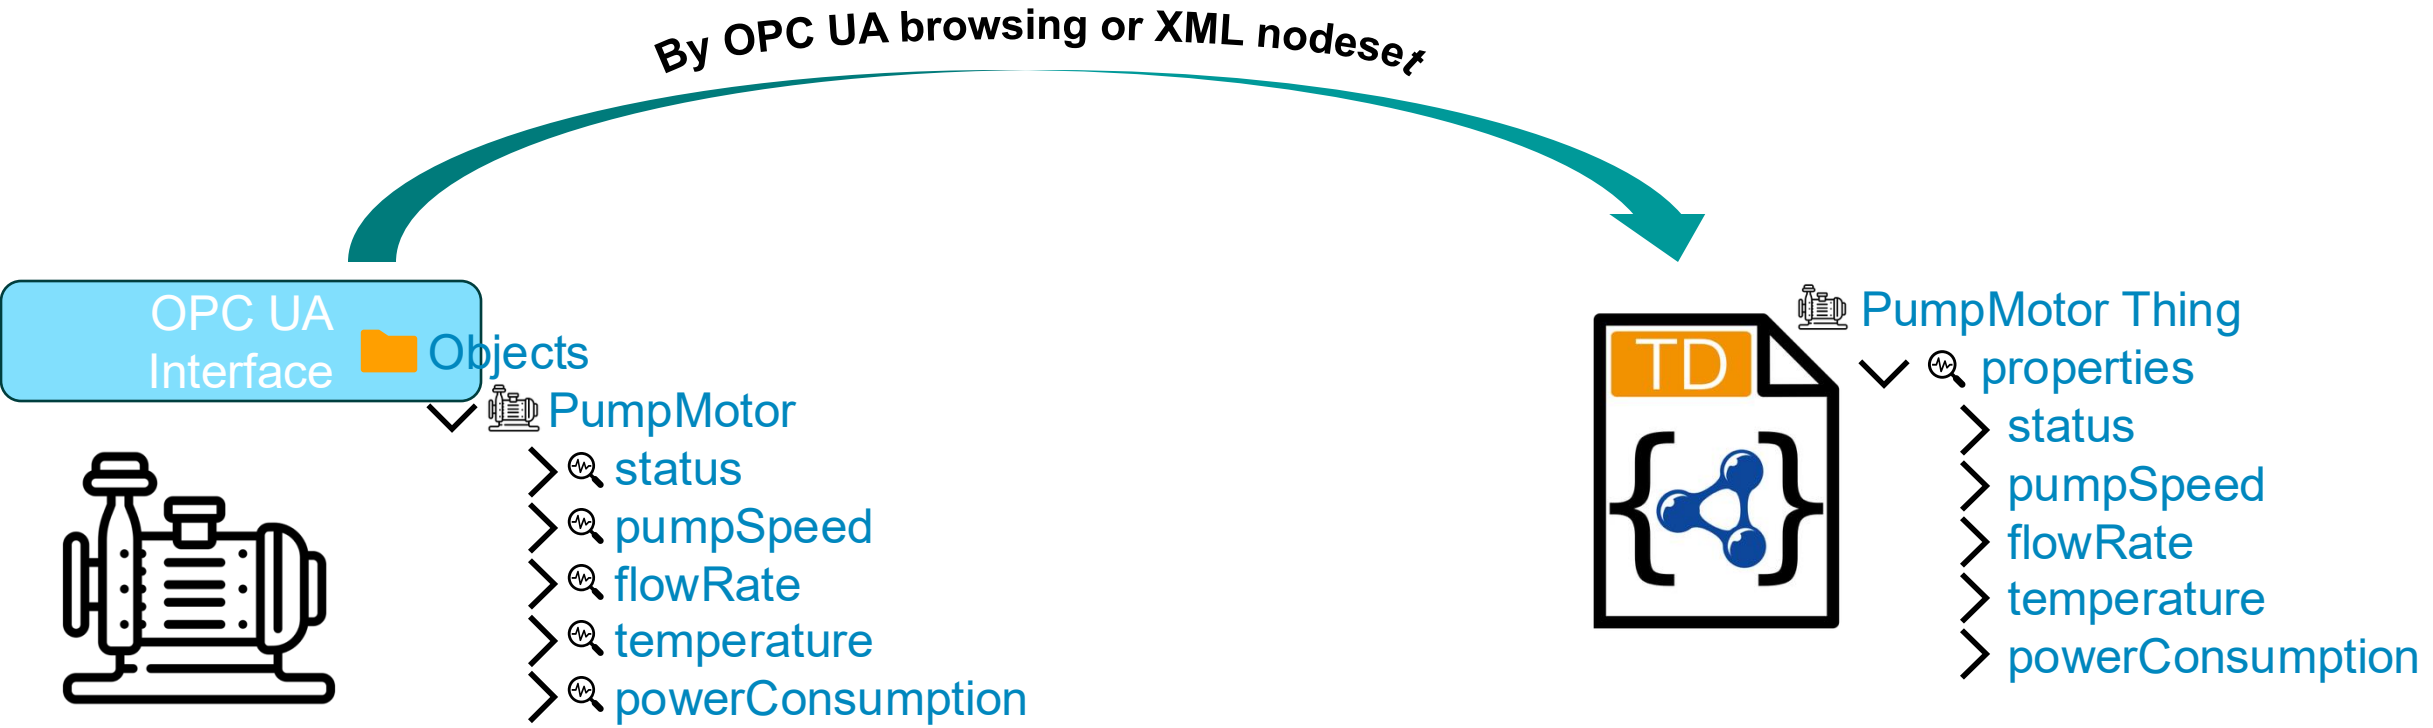 By OPC UA browsing or XML nodeset
OPC UA
Interface
Objects
PumpMotor
status
pumpSpeed
flowRate
temperature
powerConsumption
TD
{ }
PumpMotor Thing
properties
status
pumpSpeed
flowRate
temperature
powerConsumption